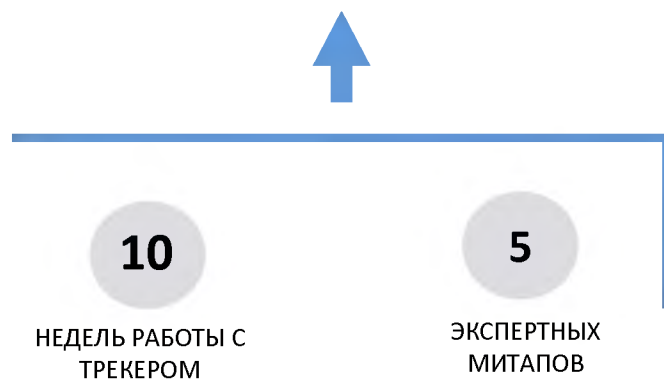 10
НЕДЕЛЬ РАБОТЫ С
ТРЕКЕРОМ
5
ЭКСПЕРТНЫХ
МИТАПОВ